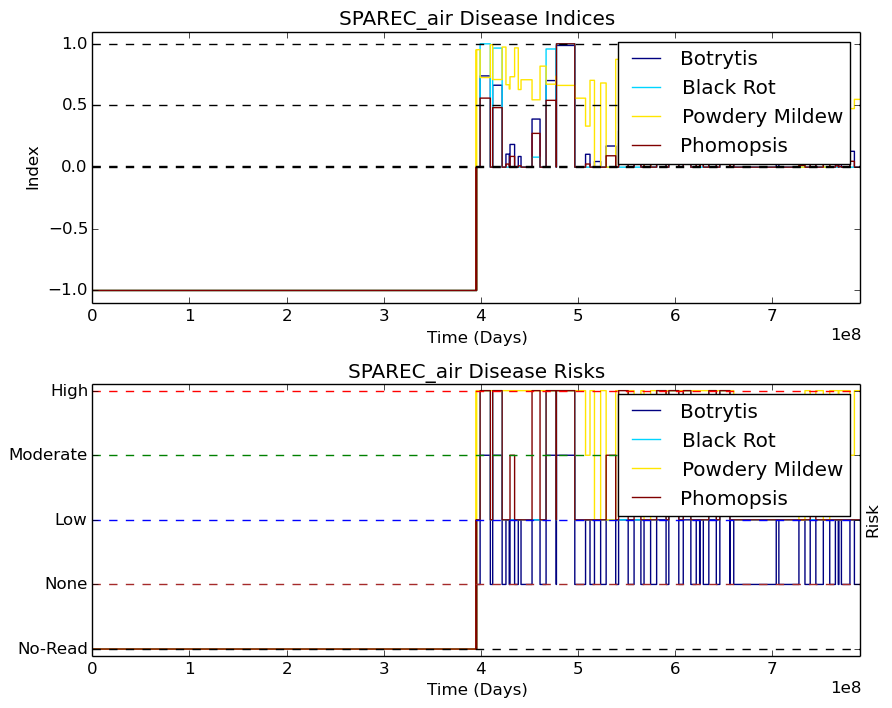 SPAREC_air Disease Indices
1.0
0.5
0.0
−0.5
−1.0
Index
Botrytis
Black Rot
Powdery Mildew
Phomopsis
0 1 2 3 4 5 6 7
1e8
Time (Days)
SPAREC_air Disease Risks
High
Moderate
Low
None
No-Read
Botrytis
Black Rot
Powdery Mildew
Phomopsis
Risk
0 1 2 3 4 5 6 7
1e8
Time (Days)